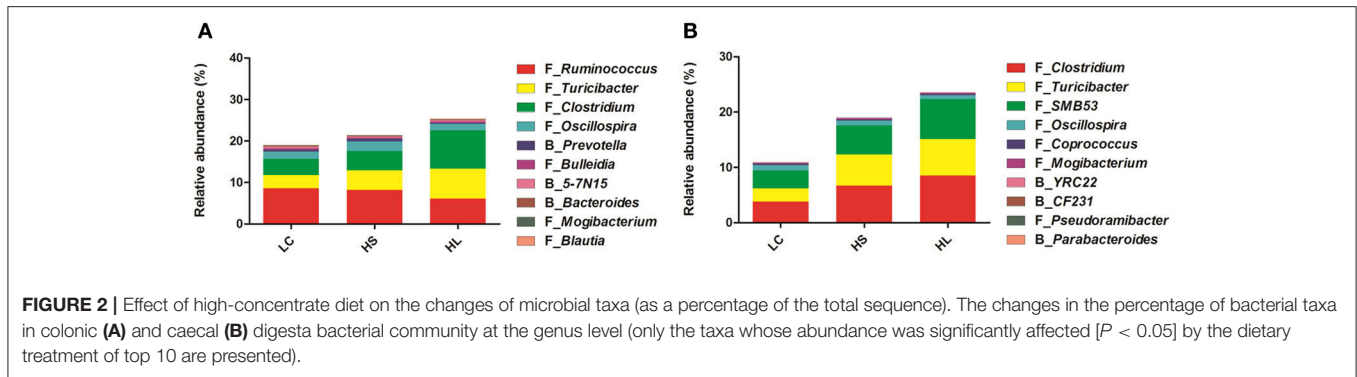 A
Relative abundance (%)
40
30
20
10
0
LC
HS
HL
F_Ruminococcus
F_Turicibacter
F_Clostridium
F_Oscillospira
B_Prevotella
F_Bulleidia
B_5-7N15
B_Bacteroides
F_Mogibacterium
F_Blautia
B
Relative abundance (%)
30
20
10
0
LC
HS
HL
F_Clostridium
F_Turicibacter
F_SMB53
F_Oscillospira
F_Coprococcus
F_Mogibacterium
B_YRC22
B_CF231
F_Pseudoramibacter
B_Parabacteroides
FIGURE 2 | Effect of high-concentrate diet on the changes of microbial taxa (as a percentage of the total sequence). The changes in the percentage of bacterial taxa
in colonic (A) and caecal (B) digesta bacterial community at the genus level (only the taxa whose abundance was significantly affected [P < 0.05] by the dietary
treatment of top 10 are presented).